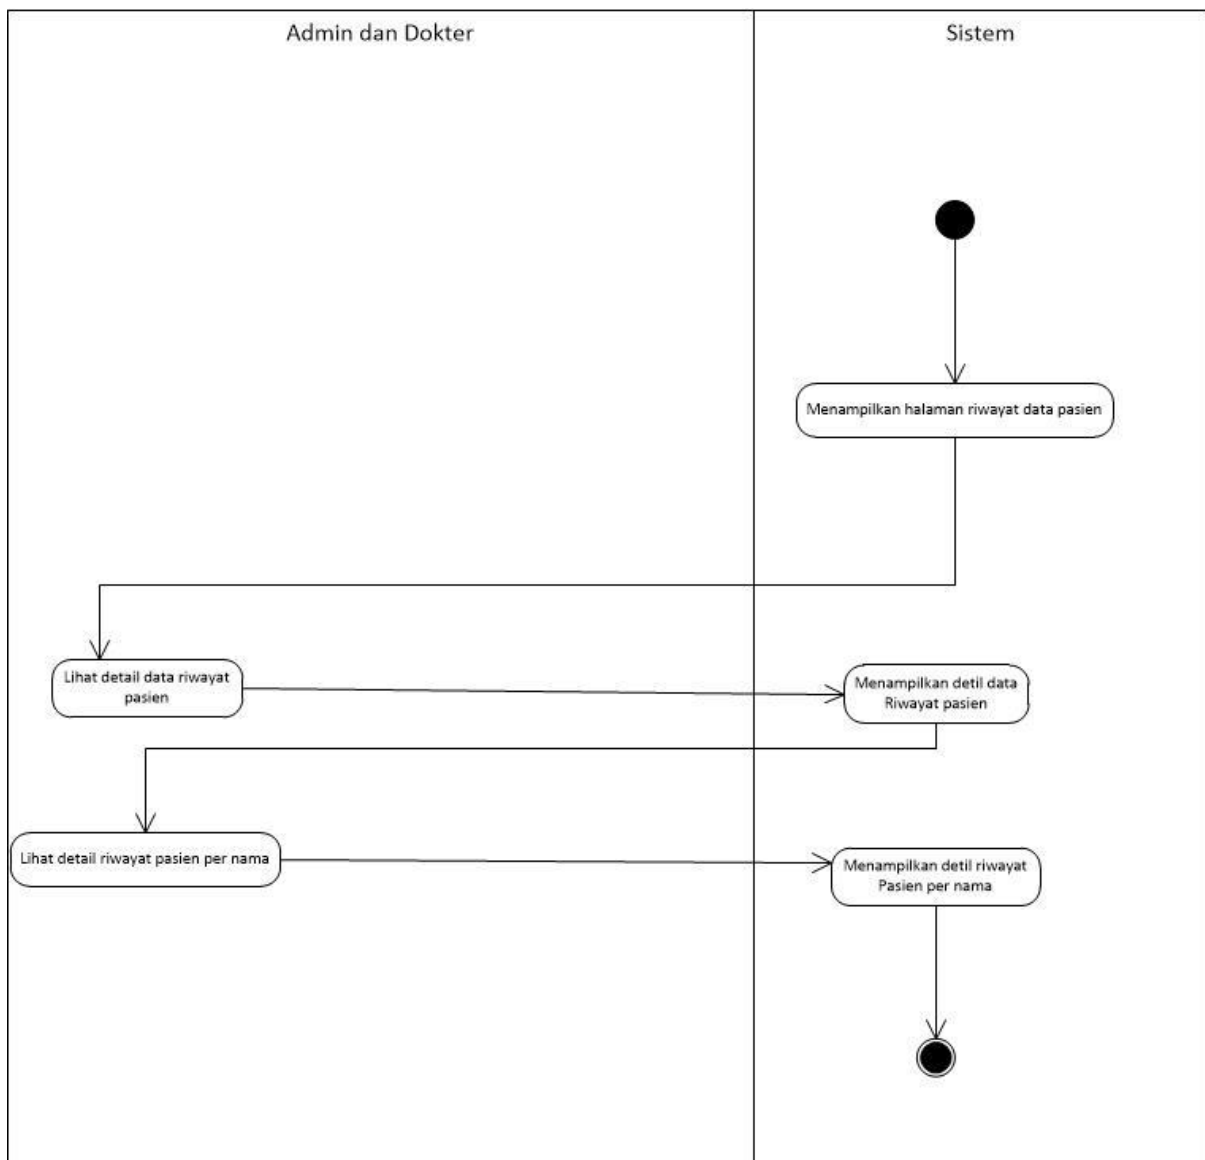 Admin dan Dokter
Sistem
Menampilkan halaman riwayat data pasien
Lihat detail data riwayat
pasien
Menampilkan detil data
Riwayat pasien
Lihat detail riwayat pasien per nama
Menampilkan detil riwayat
Pasien per nama